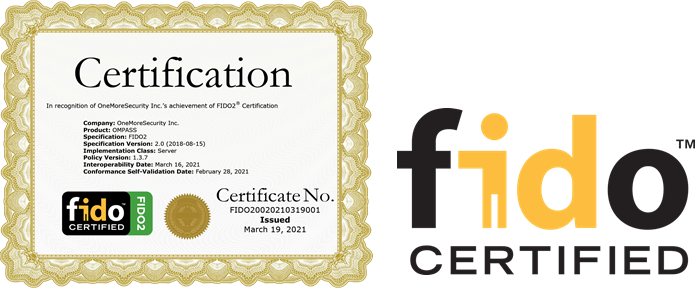 Certification
In recognition of OneMoreSecurity Inc.'s achievement of FIDO2® Certification
Company: OneMoreSecurity Inc.
Product: OMPASS
Specification: FIDO2
Specification Version: 2.0 (2018-08-15)
Implementation Class: Server
Policy Version: 1.3.7
Interoperability Date: March 16, 2021
Conformance Self-Validation Date: February 28, 2021
fido™
CERTIFIED
FIDO2
Certificate No.
FIDO20020210319001
Issued
March 19, 2021
fido™
CERTIFIED